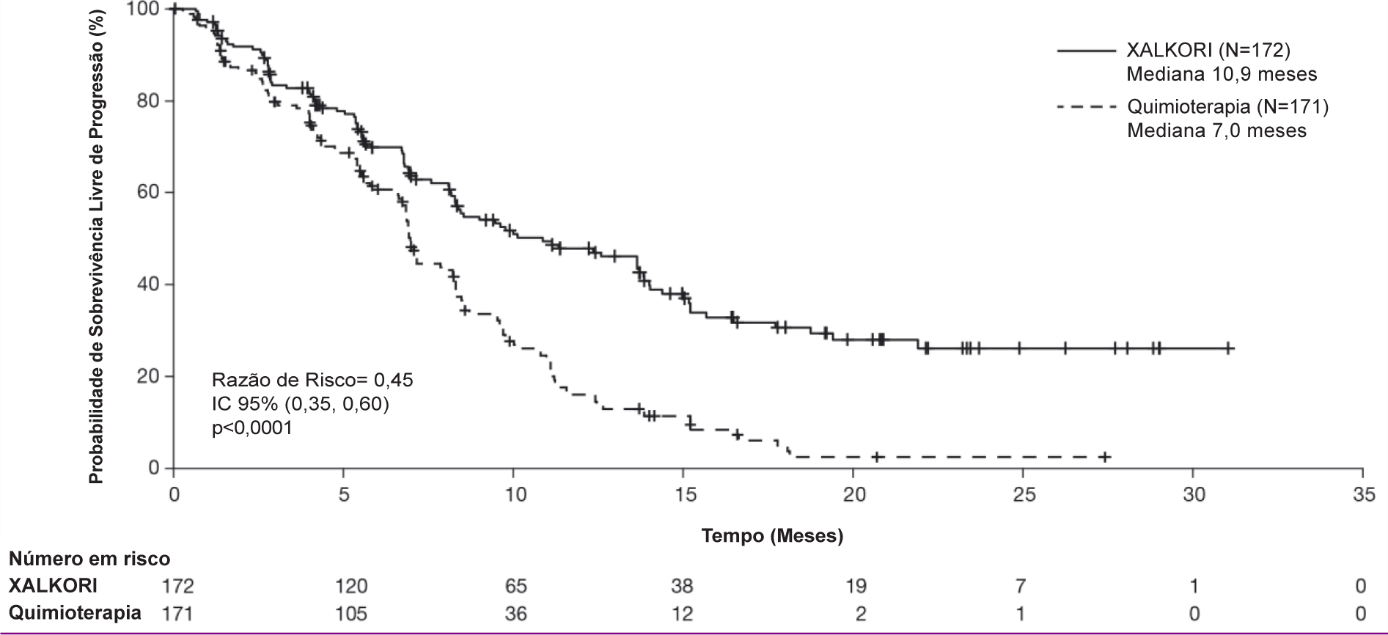 100
80
60
40
20
0
Probabilidade de Sobrevivência Livre de Progressão (%)
XALKORI (N=172)
Mediana 10,9 meses
Quimioterapia (N=171)
Mediana 7,0 meses
Razão de Risco= 0,45
IC 95% (0,35, 0,60)
p<0,0001
0 5 10 15 20 25 30 35
Tempo (Meses)
Número em risco
XALKORI 172 120 65 38 19 7 1 0
Quimioterapia 171 105 36 12 2 1 0 0